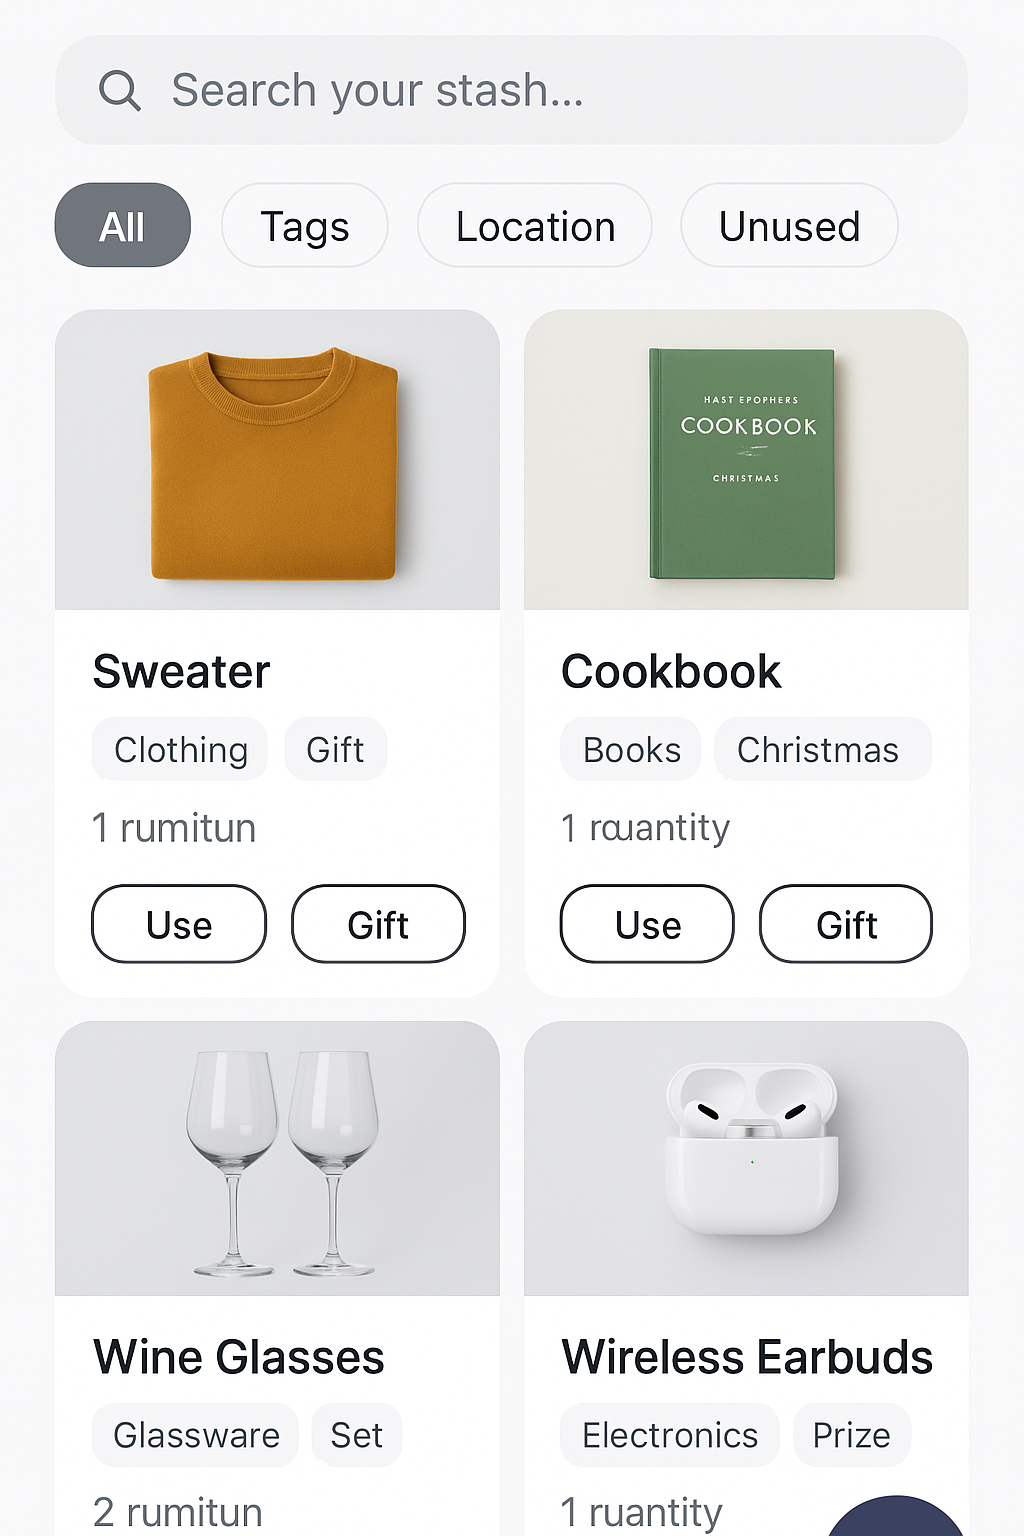 Search your stash...
All Tags Location Unused
HAST EPOPHERS
COOKBOOK
CHRISTMAS
Sweater
Clothing Gift
1 rumitun
Use Gift
Cookbook
Books Christmas
1 rauantity
Use Gift
Wine Glasses
Glassware Set
2 rumitun
Wireless Earbuds
Electronics Prize
1 ruantity